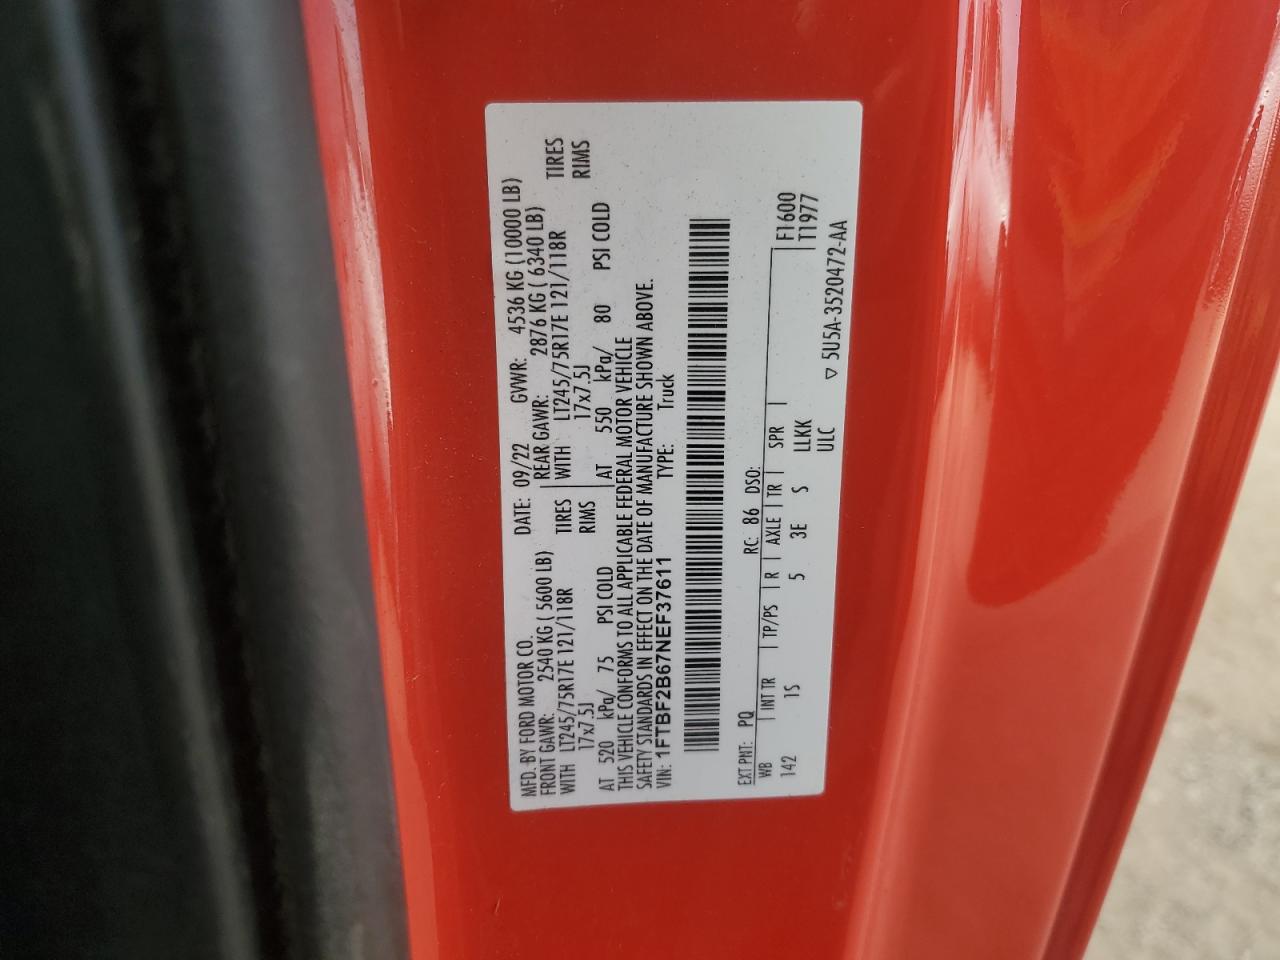 MFD. BY FORD MOTOR CO.
DATE: 09/22 GVWR: 4536 KG (10000 LB)
FRONT GAWR: 2540 KG ( 5600 LB) REAR GAWR: 2876 KG ( 6340 LB)
WITH LT245/75R17E 121/118R TIRES WITH LT245/75R17E 121/118R TIRES
17x7.5J RIMS 17x7.5J RIMS
AT 520 kPa/ 75 PSI COLD AT 550 kPa/ 80 PSI COLD
THIS VEHICLE CONFORMS TO ALL APPLICABLE FEDERAL MOTOR VEHICLE
SAFETY STANDARDS IN EFFECT ON THE DATE OF MANUFACTURE SHOWN ABOVE.
VIN: 1FTBF2B67NEF37611 TYPE: Truck
EXT PNT: PQ RC: 86 DSO:
WB INT TR TP/PS R AXLE TR SPR F1600
142 1S 5 3E S LLKK T1977
ULC
▽ 5U5A-3520472-AA